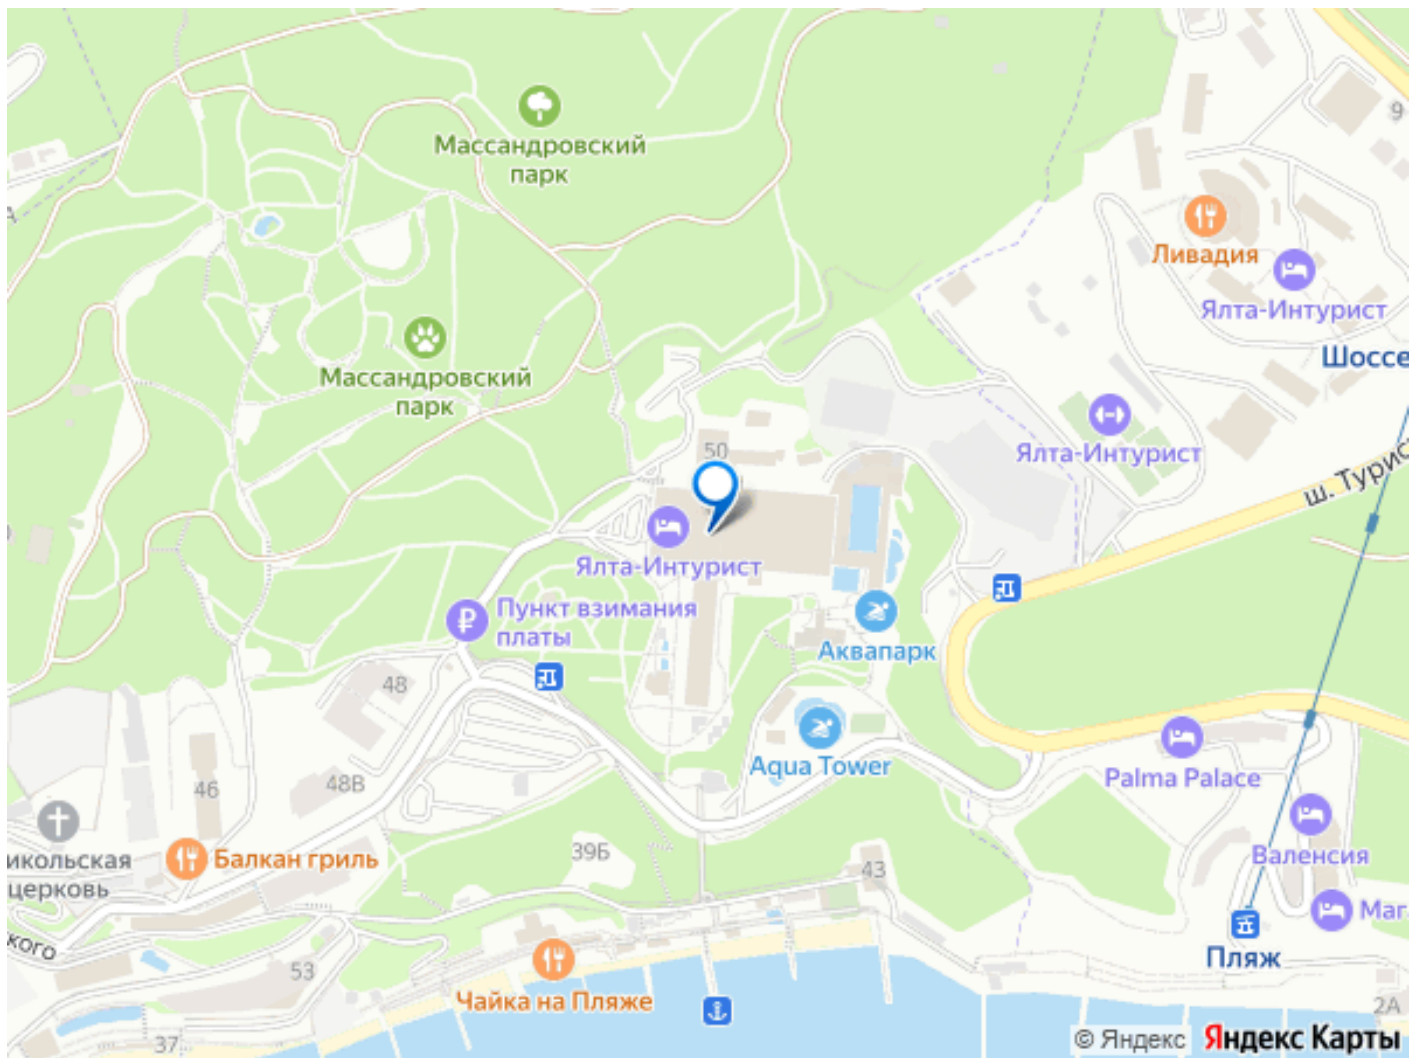 9
Массандровский
парк
Ливадия
Ялта-Интурист
Шоссе
Массандровский
парк
50
Ялта-Интурист
ш. Турис
Ялта-Интурист
Пункт взимания
платы
Аквапарк
48
Aqua Tower
Palma Palace
48В
46
икольская
церковь
Балкан гриль
39Б
43
Валенсия
Мага
кого
53
Пляж
Чайка на Пляже
2А
37
© Яндекс Яндекс Карты